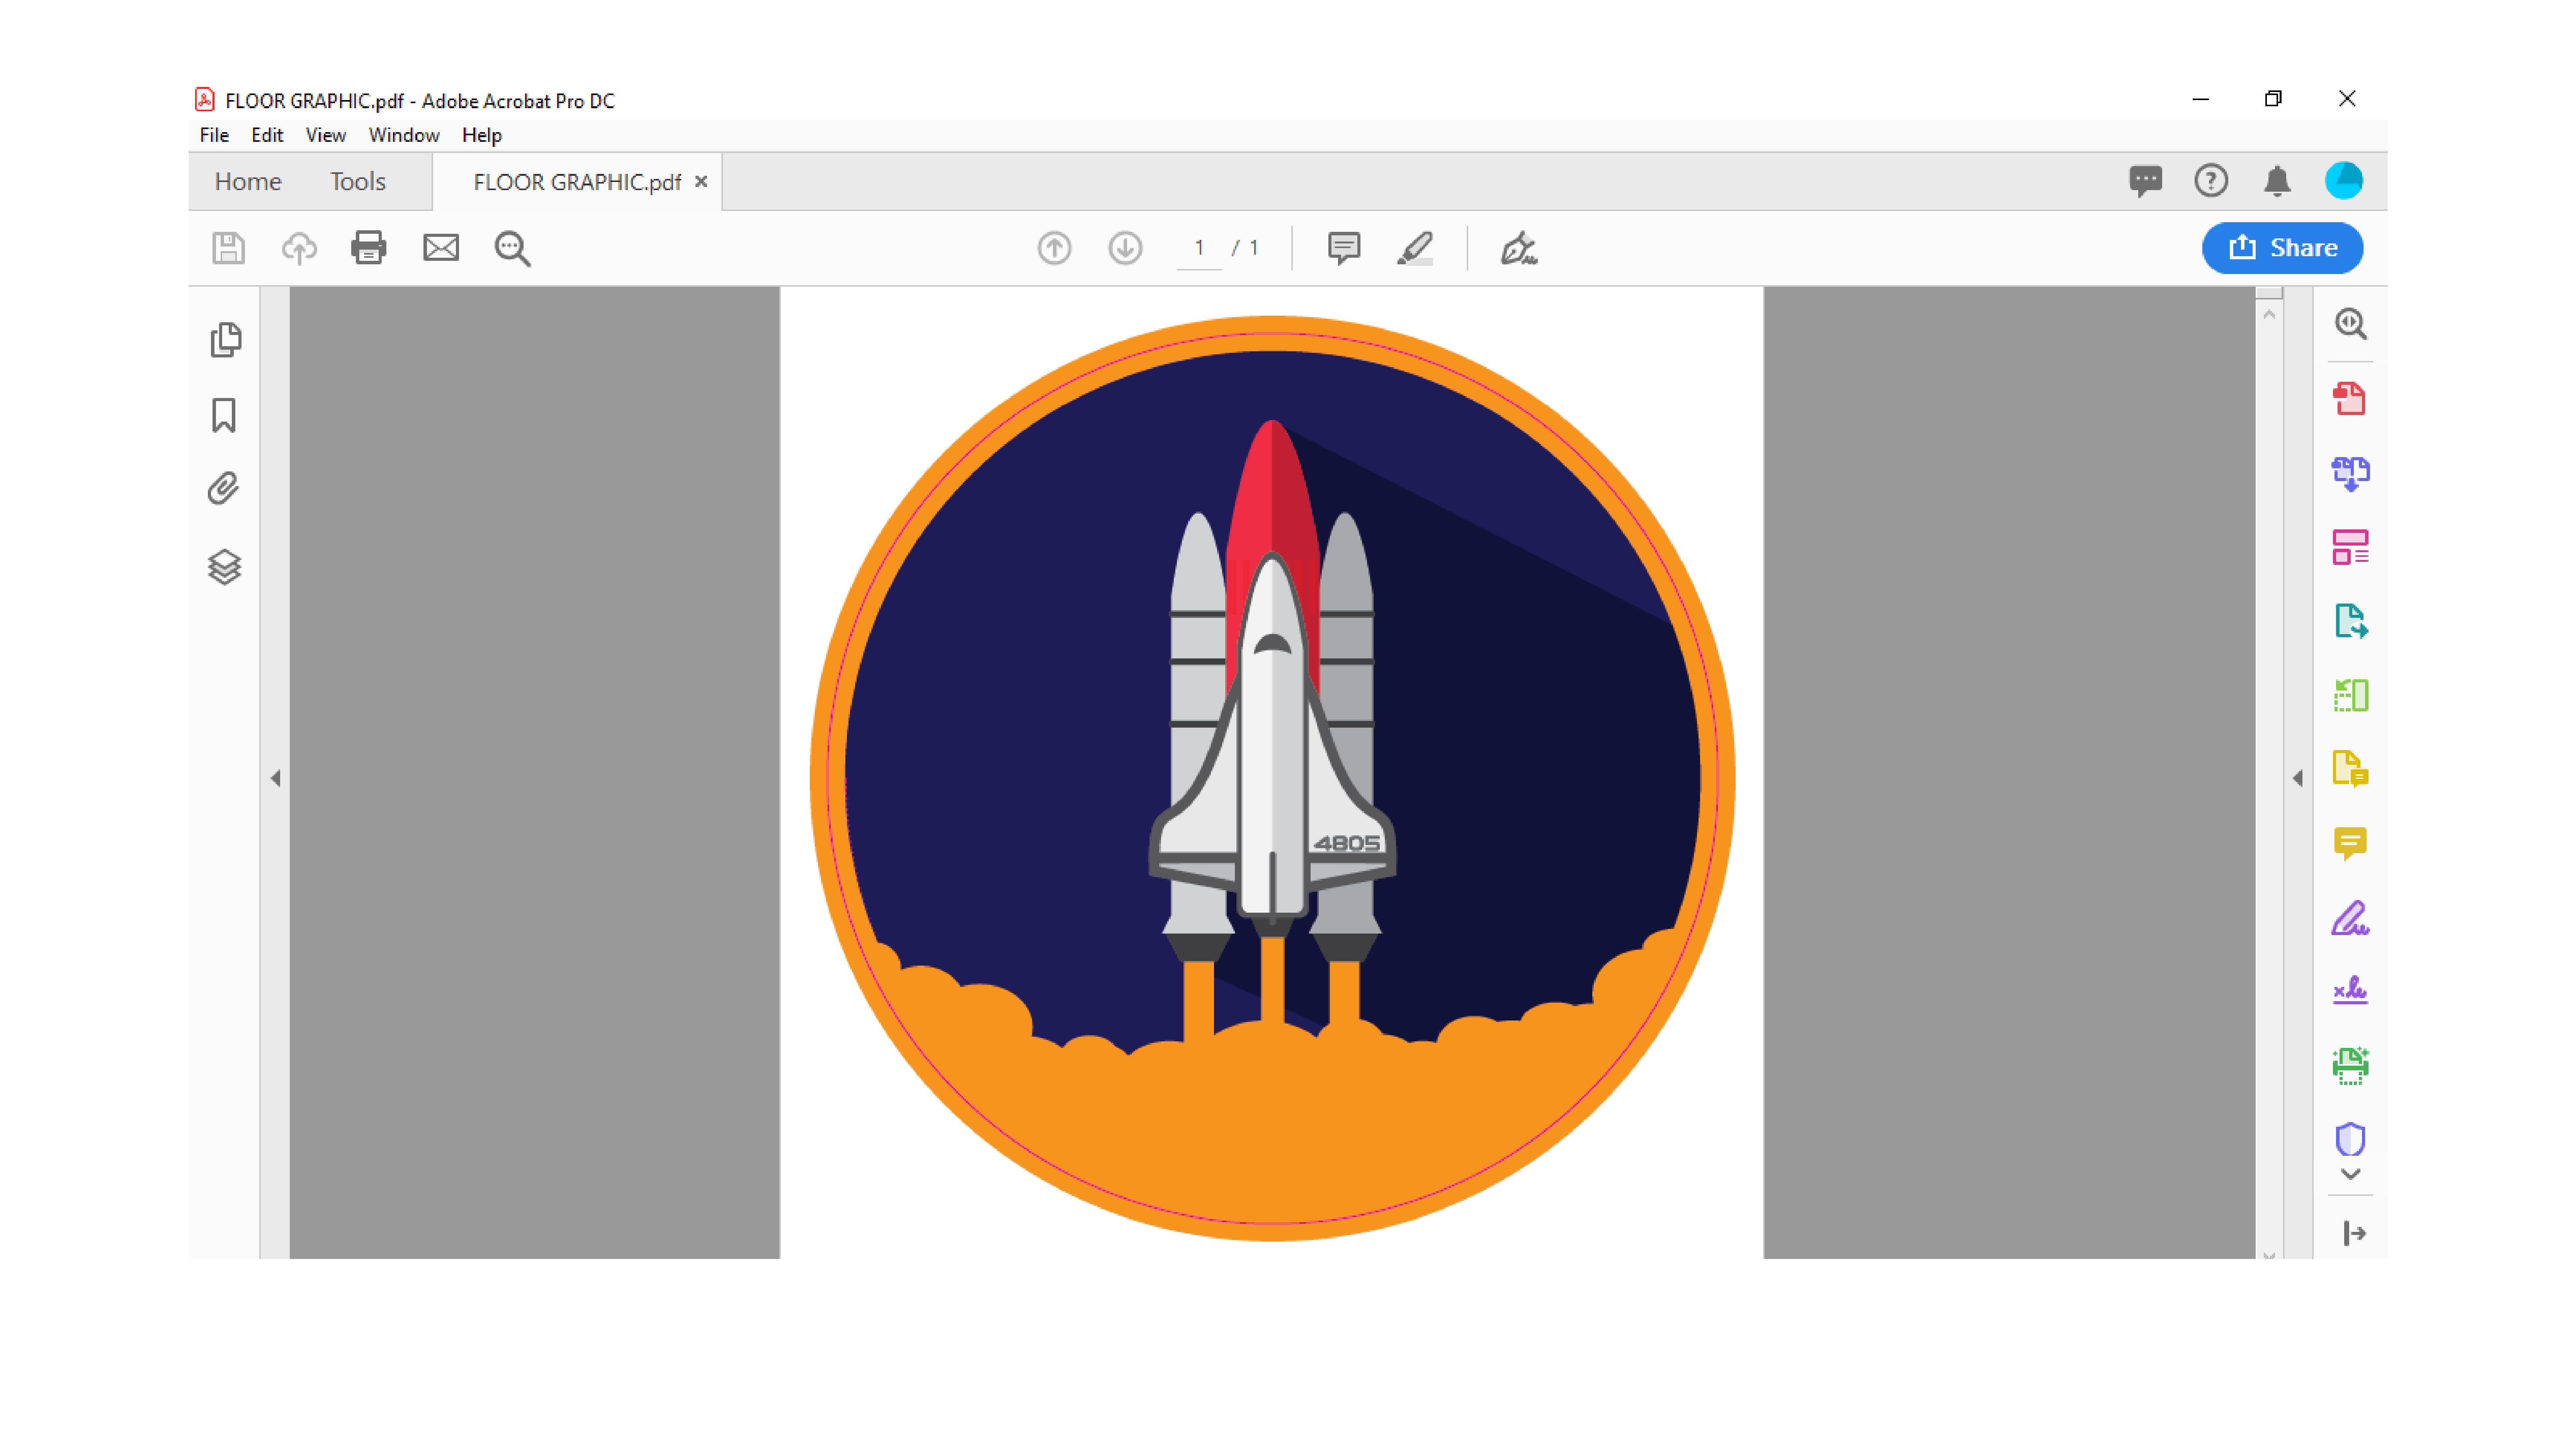 FLOOR GRAPHIC.pdf - Adobe Acrobat Pro DC
File Edit View Window Help
Home Tools FLOOR GRAPHIC.pdf
1 / 1
Share
4805